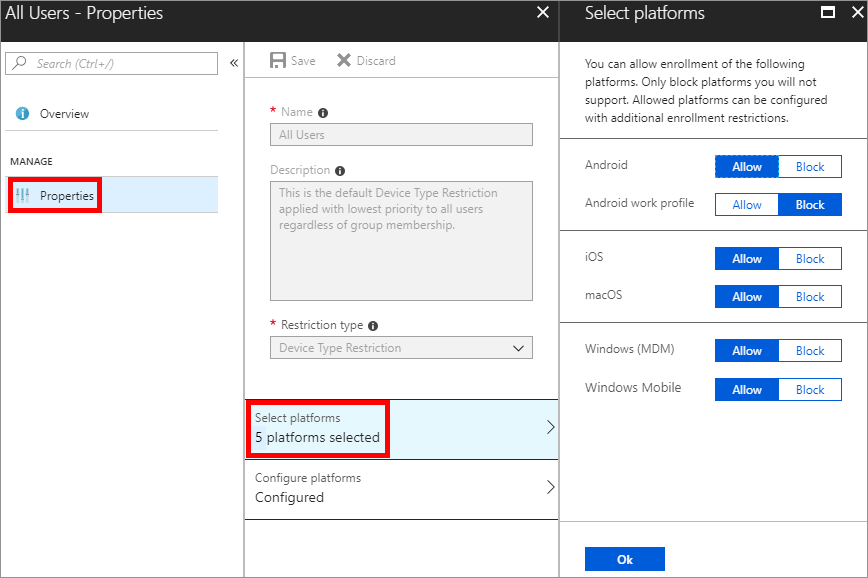 All Users - Properties
Search (Ctrl+/)
Overview
MANAGE
Properties
Save
Discard
* Name
All Users
Description
This is the default Device Type Restriction
applied with lowest priority to all users
regardless of group membership.
* Restriction type
Device Type Restriction
Select platforms
5 platforms selected
Configure platforms
Configured
Select platforms
You can allow enrollment of the following
platforms. Only block platforms you will not
support. Allowed platforms can be configured
with additional enrollment restrictions.
Android Allow Block
Android work profile Allow Block
iOS Allow Block
macOS Allow Block
Windows (MDM) Allow Block
Windows Mobile Allow Block
Ok